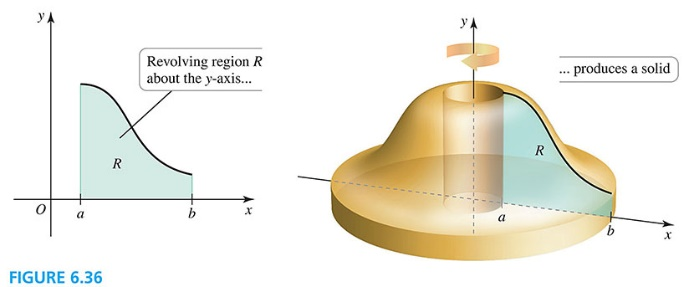 y
Revolving region R
about the y-axis...
R
O
a
b
x
y
... produces a solid
R
a
b
x
FIGURE 6.36